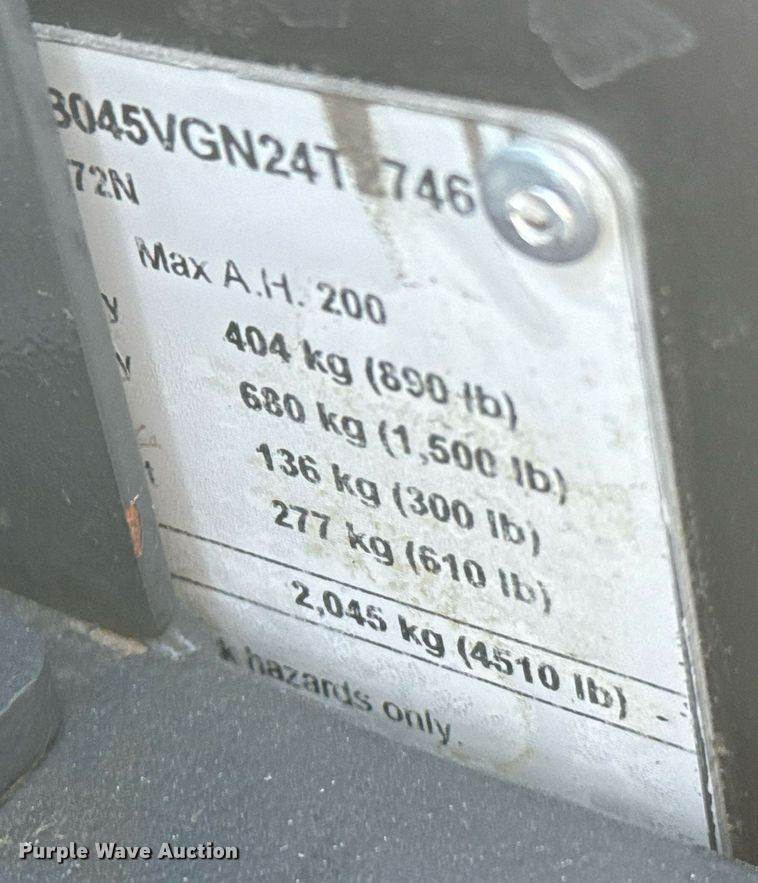 3045VGN24T 746
72N
Max A.H. 200
y
404 kg (890 lb)
y
680 kg (1,500 lb)
136 kg (300 lb)
t
277 kg (610 lb)
2,045 kg (4510 lb)
k hazards only.
Purple Wave Auction